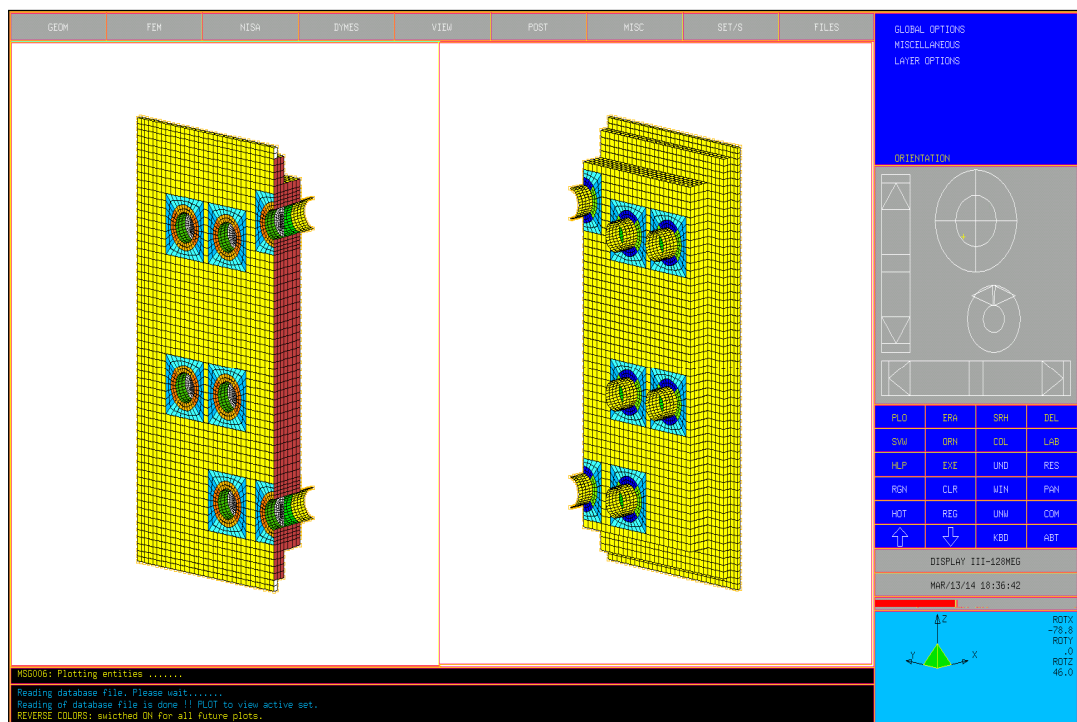 GEOM FEM NISA DYMES VIEW POST MISC SET/S FILES
GLOBAL OPTIONS
MISCELLANEOUS
LAYER OPTIONS
ORIENTATION
PLO ERA SRH DEL
SVW ORN COL LAB
HLP EXE UND RES
RGN CLR WIN PAN
HOT REG UNW COM
KBD ABT
DISPLAY III-128MEG
MAR/13/14 18:36:42
Z
Y
X
ROTX
-78.8
ROTY
.0
ROTZ
46.0
MSG006: Plotting entities .......
Reading database file. Please wait.......
Reading of database file is done !! PLOT to view active set.
REVERSE COLORS: swicthed ON for all future plots.